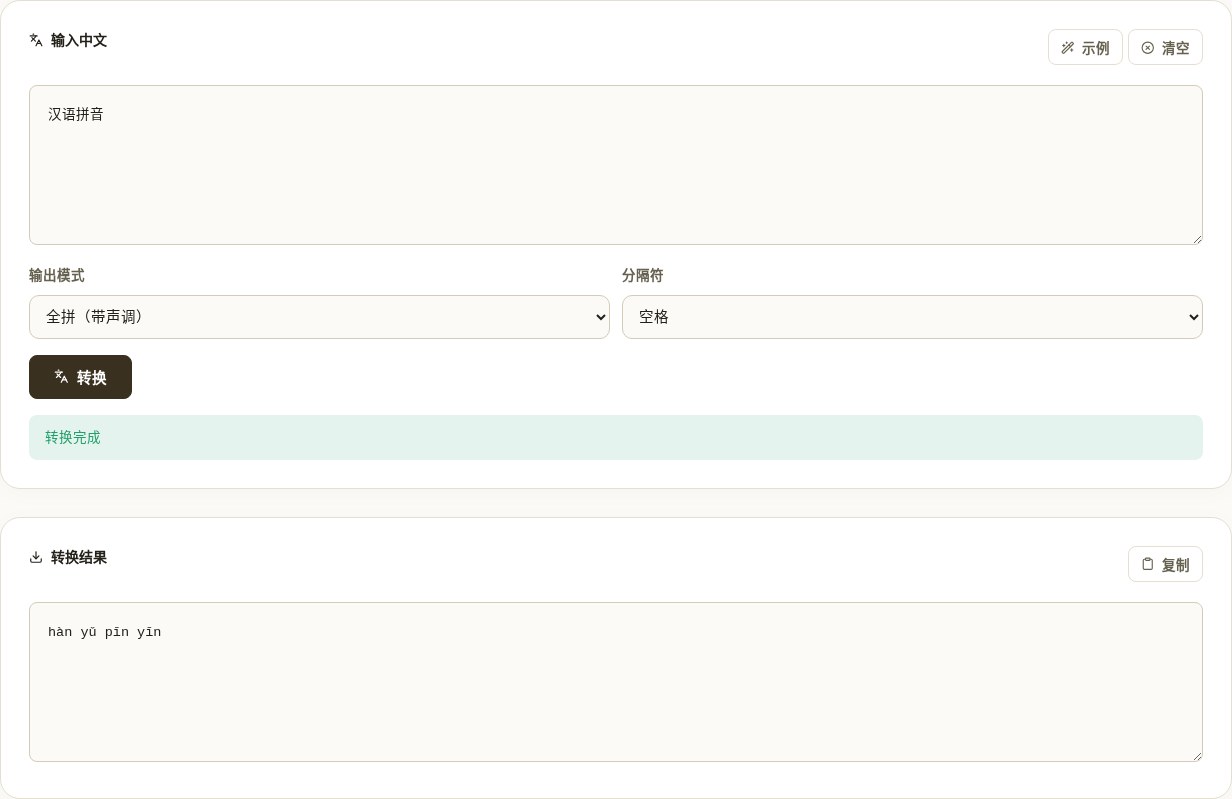 输入中文
示例
清空
汉语拼音
输出模式
分隔符
全拼（带声调）
空格
转换
转换完成
转换结果
复制
hàn yǔ pīn yīn